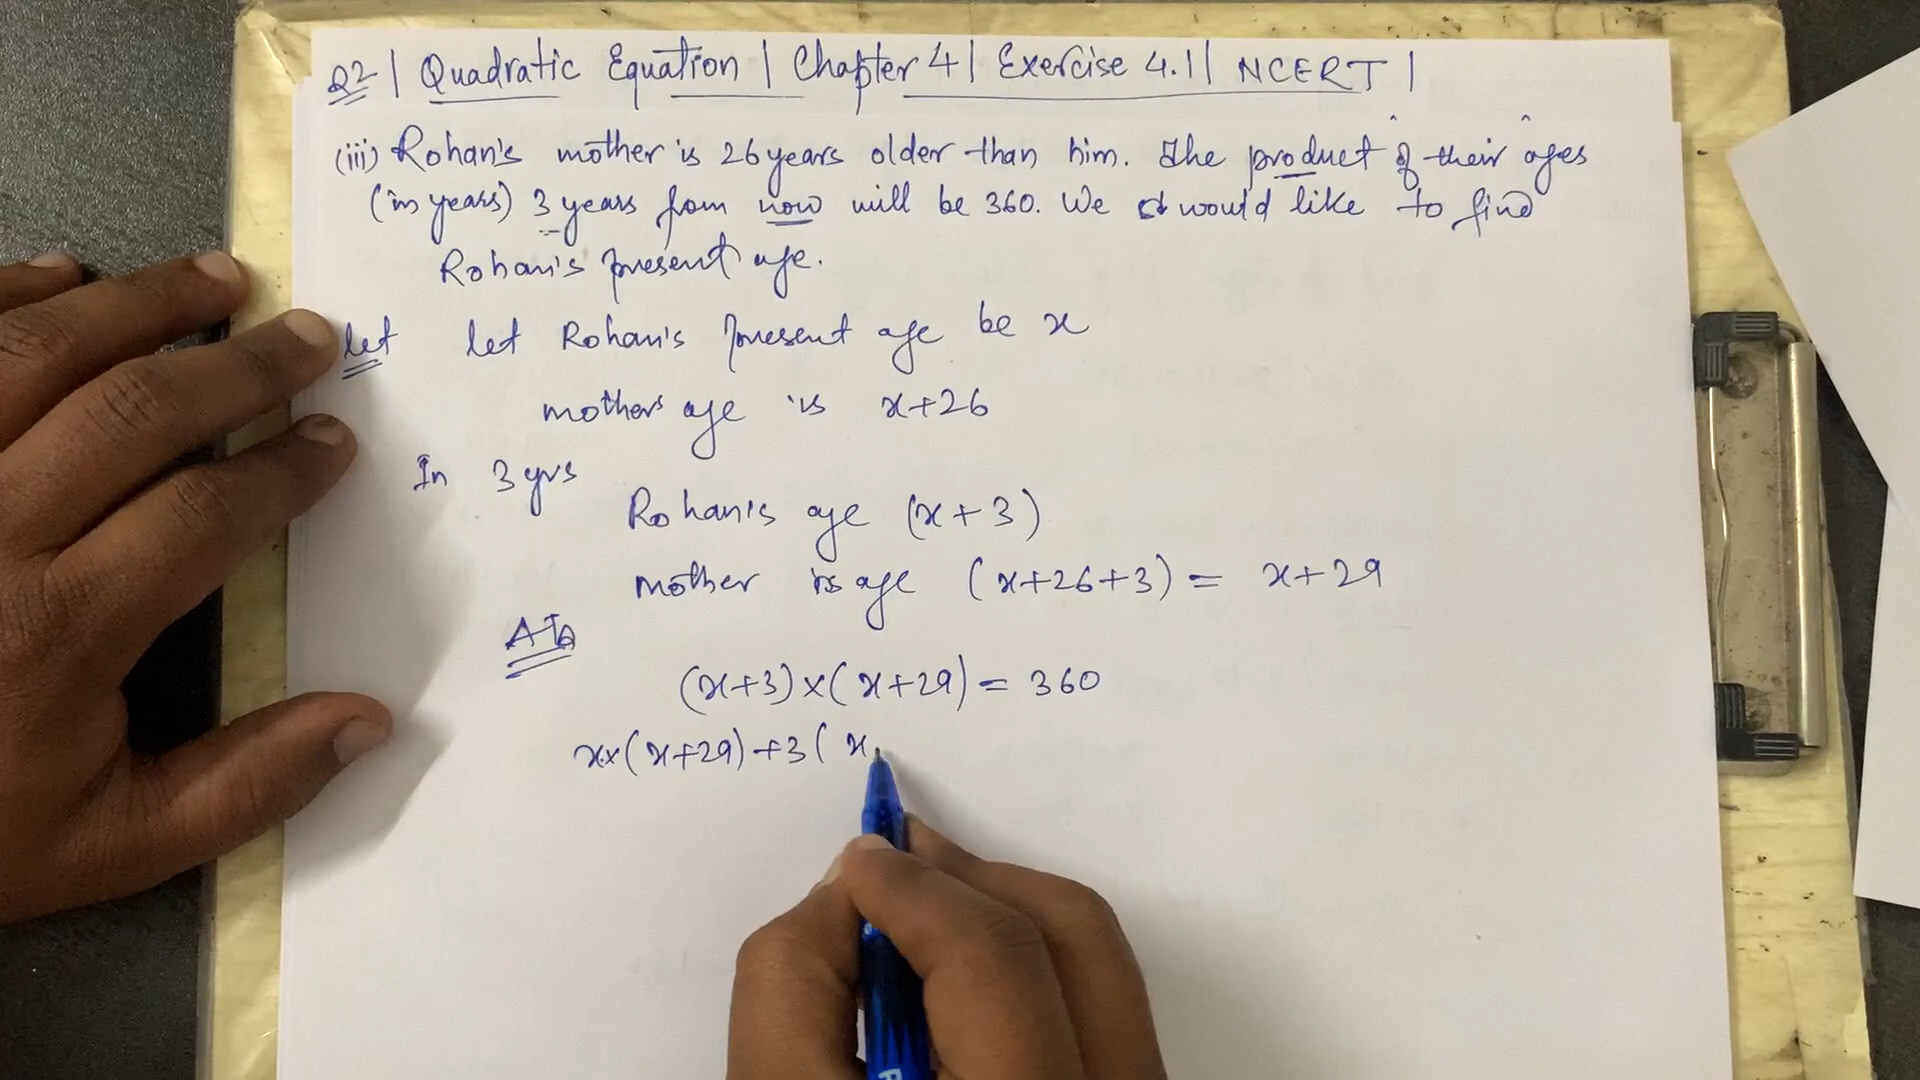 Q2 | Quadratic Equation | Chapter 4 | Exercise 4.1 | NCERT |
(iii) Rohan's mother is 26 years older than him. The product of their ages
(in years) 3 years from now will be 360. We would like to find
Rohan's present age.
let let Rohan's present age be x
mothers age is x+26
In 3 yrs
Rohan's age (x+3)
mother is age (x+26+3) = x+29
ATQ
(x+3)×(x+29) = 360
x×(x+29)+3(x